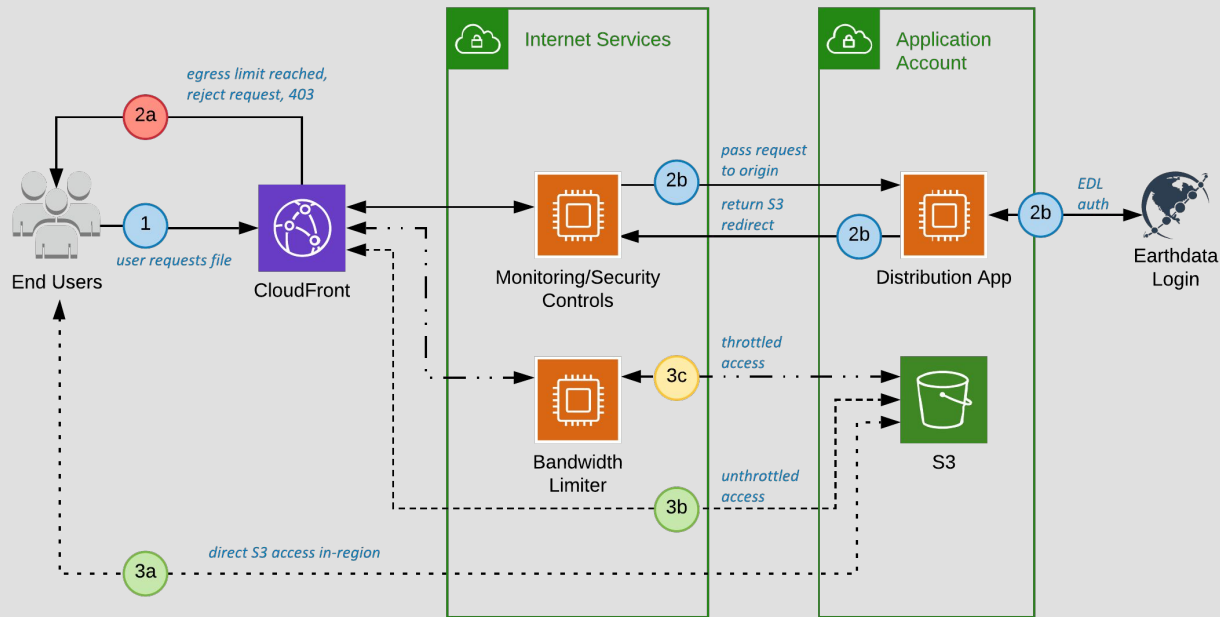 Internet Services
Application
Account
egress limit reached,
reject request, 403
2a
pass request
to origin
2b
EDL
auth
2b
1
return S3
redirect
2b
user requests file
End Users
CloudFront
Monitoring/Security
Controls
Distribution App
Earthdata
Login
throttled
access
3c
Bandwidth
Limiter
S3
unthrottled
access
3b
direct S3 access in-region
3a